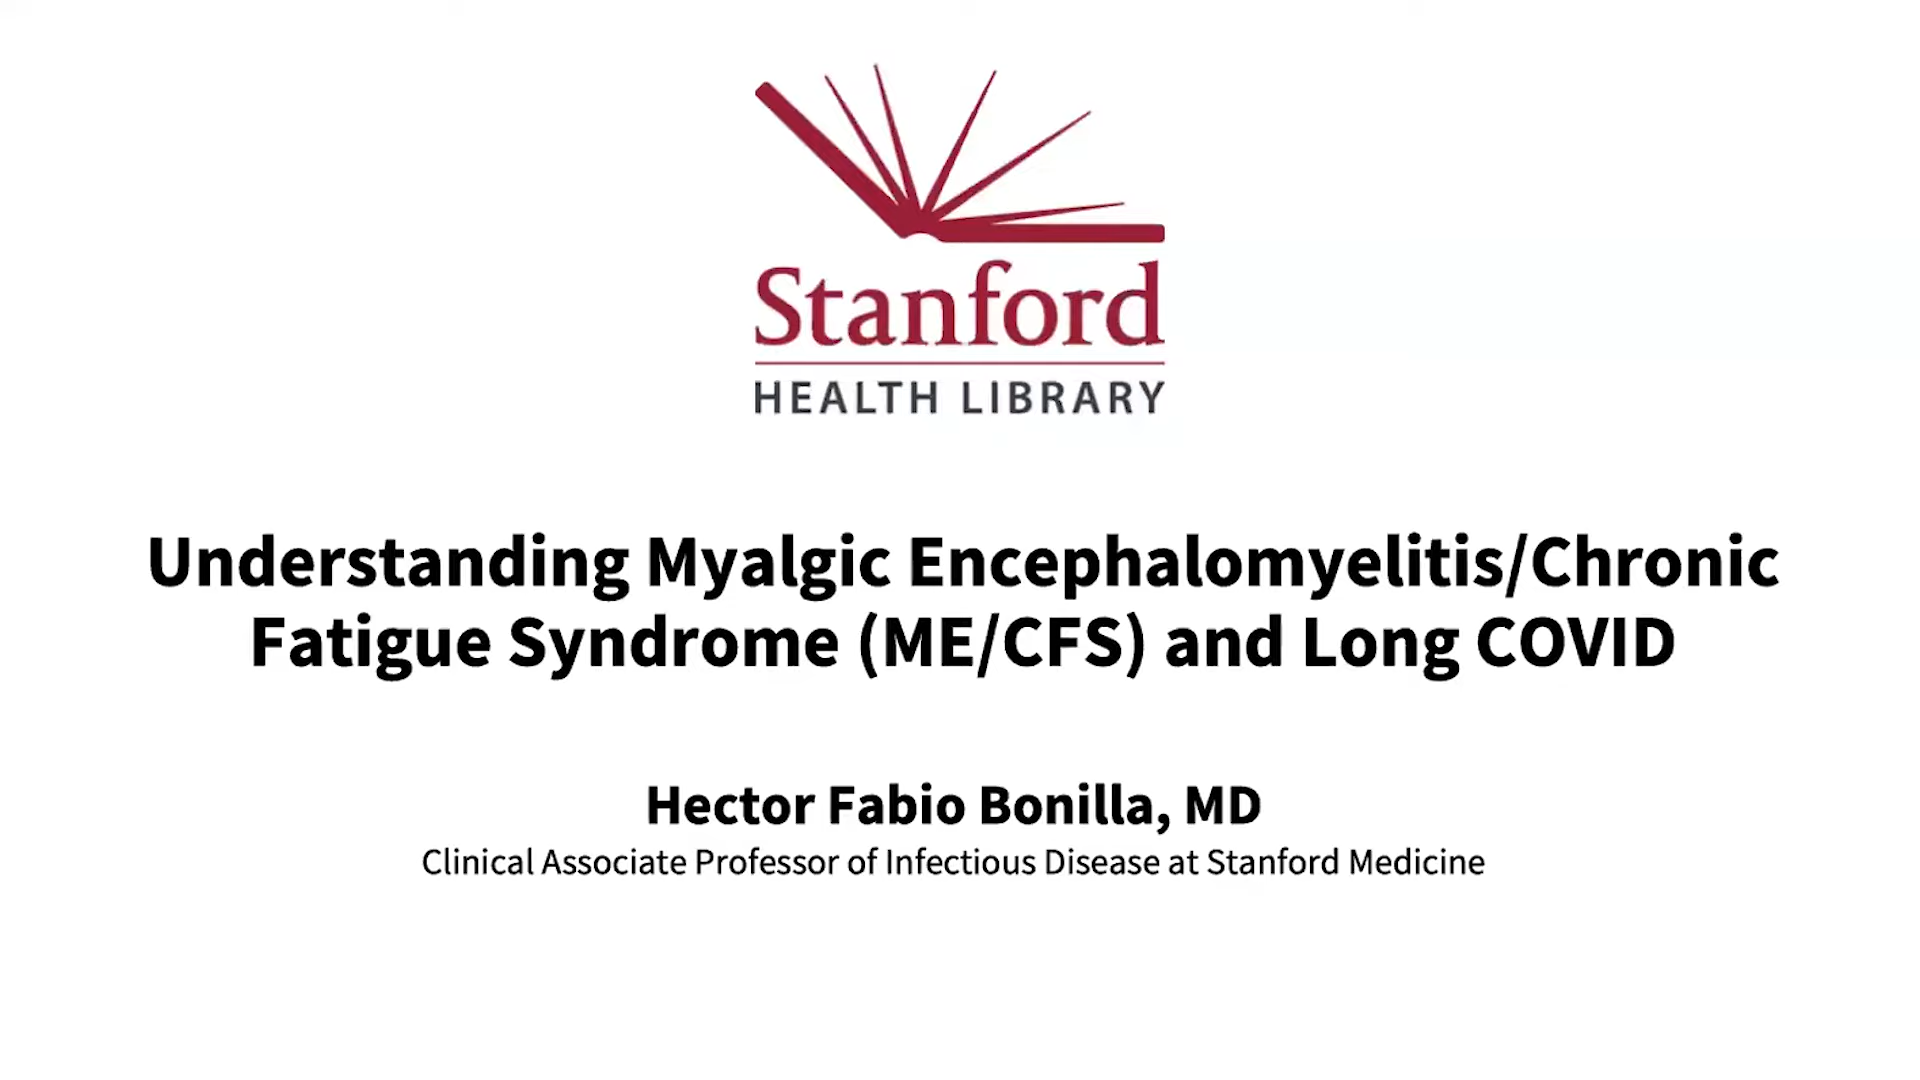 Stanford
HEALTH LIBRARY
Understanding Myalgic Encephalomyelitis/Chronic
Fatigue Syndrome (ME/CFS) and Long COVID
Hector Fabio Bonilla, MD
Clinical Associate Professor of Infectious Disease at Stanford Medicine